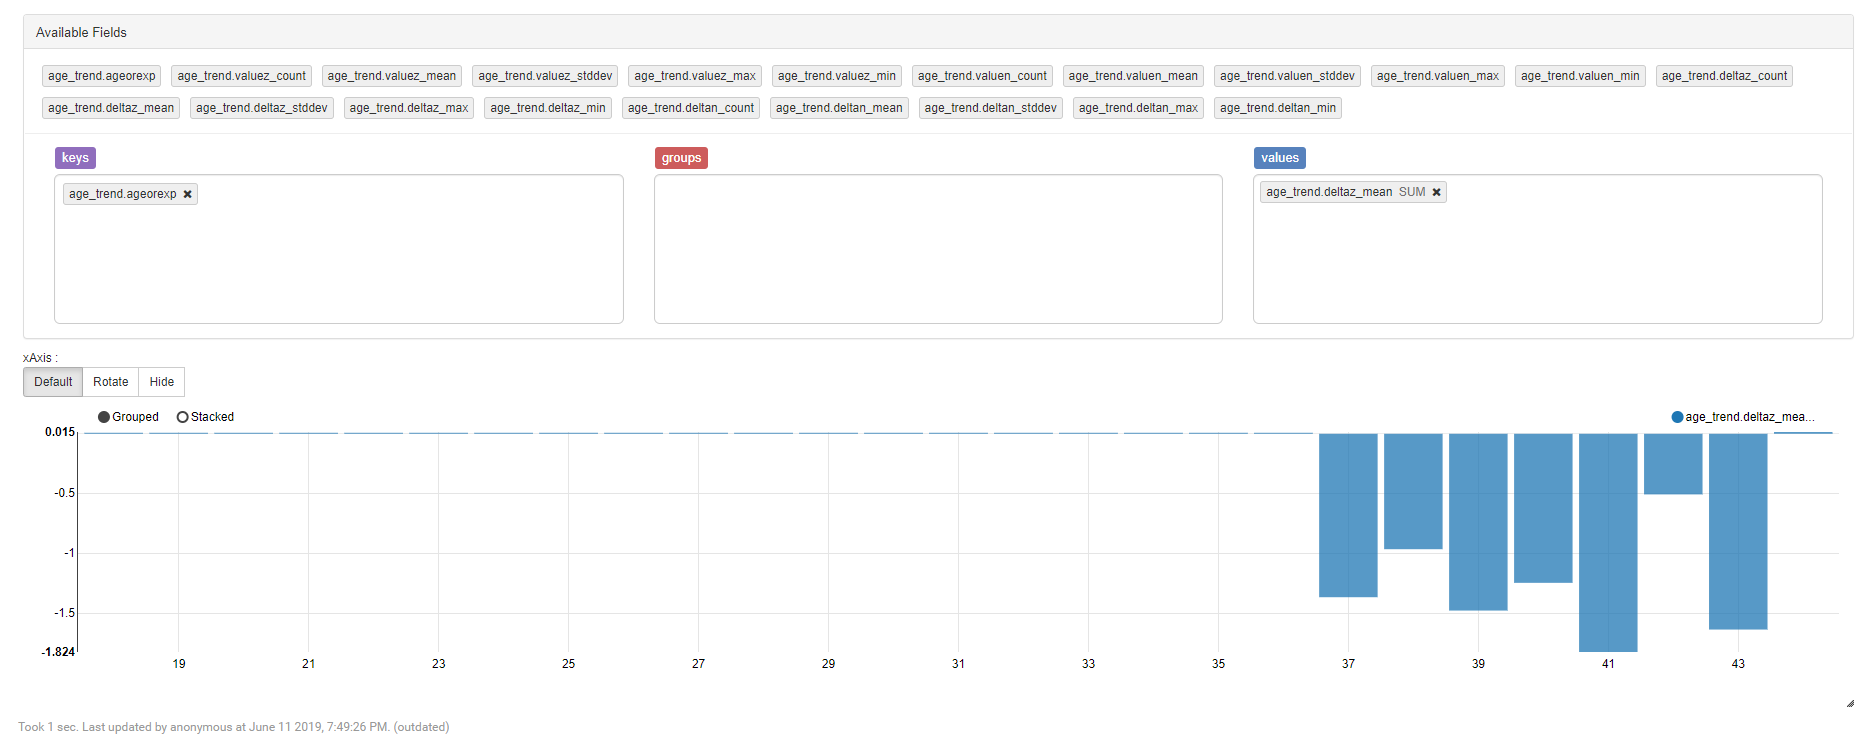 Available Fields
age_trend.ageorexp age_trend.valuez_count age_trend.valuez_mean age_trend.valuez_stddev age_trend.valuez_max age_trend.valuez_min age_trend.valuen_count age_trend.valuen_mean age_trend.valuen_stddev age_trend.valuen_max age_trend.valuen_min age_trend.deltaz_count
age_trend.deltaz_mean age_trend.deltaz_stddev age_trend.deltaz_max age_trend.deltaz_min age_trend.deltan_count age_trend.deltan_mean age_trend.deltan_stddev age_trend.deltan_max age_trend.deltan_min
keys groups values
age_trend.ageorexp ✖ age_trend.deltaz_mean SUM ✖
xAxis :
Default Rotate Hide
Grouped Stacked age_trend.deltaz_mea...
0.015
-0.5
-1
-1.5
-1.824
19 21 23 25 27 29 31 33 35 37 39 41 43
Took 1 sec. Last updated by anonymous at June 11 2019, 7:49:26 PM. (outdated)